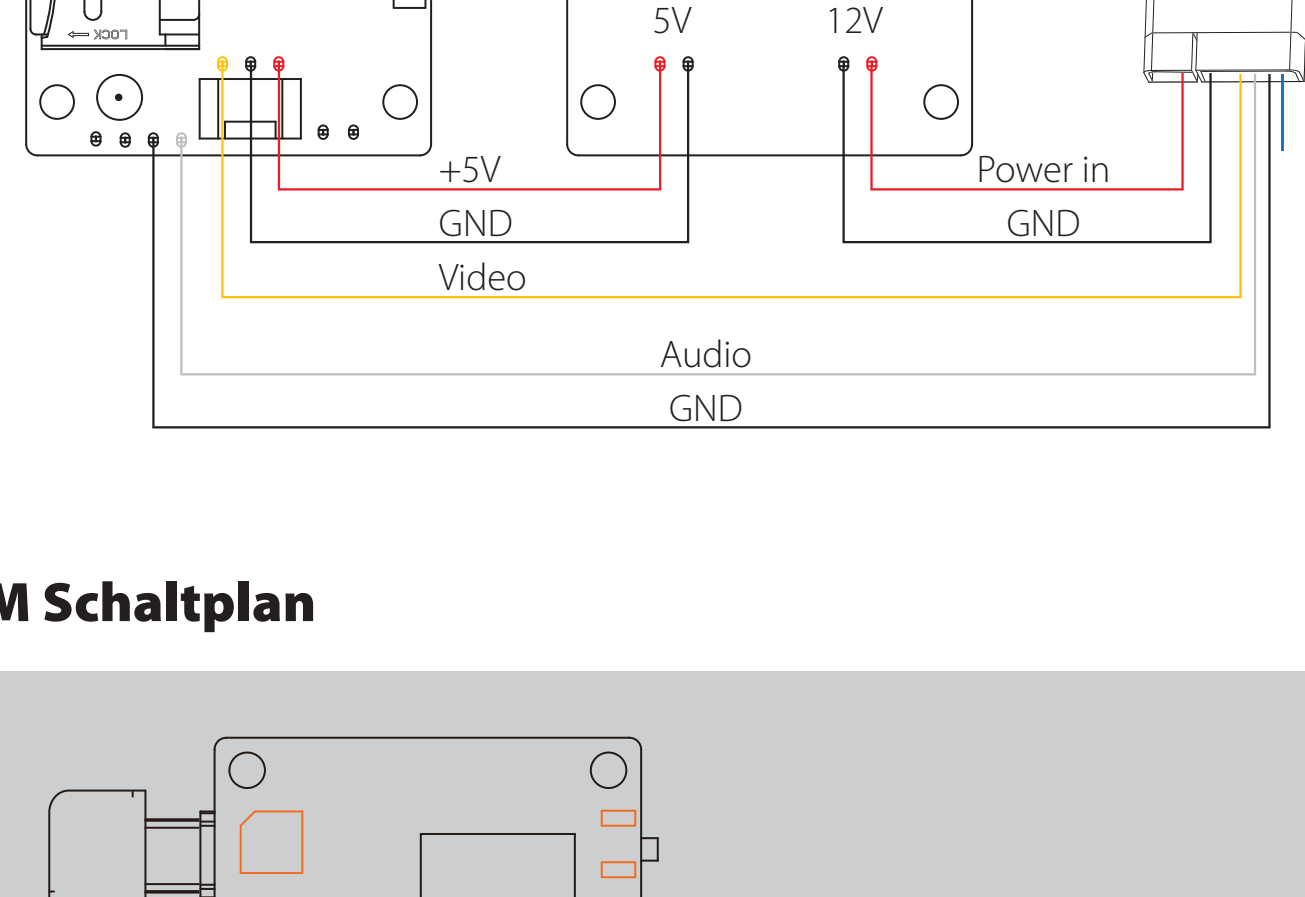 5V
12V
LOCK
+5V
Power in
GND
GND
Video
Audio
GND
M Schaltplan